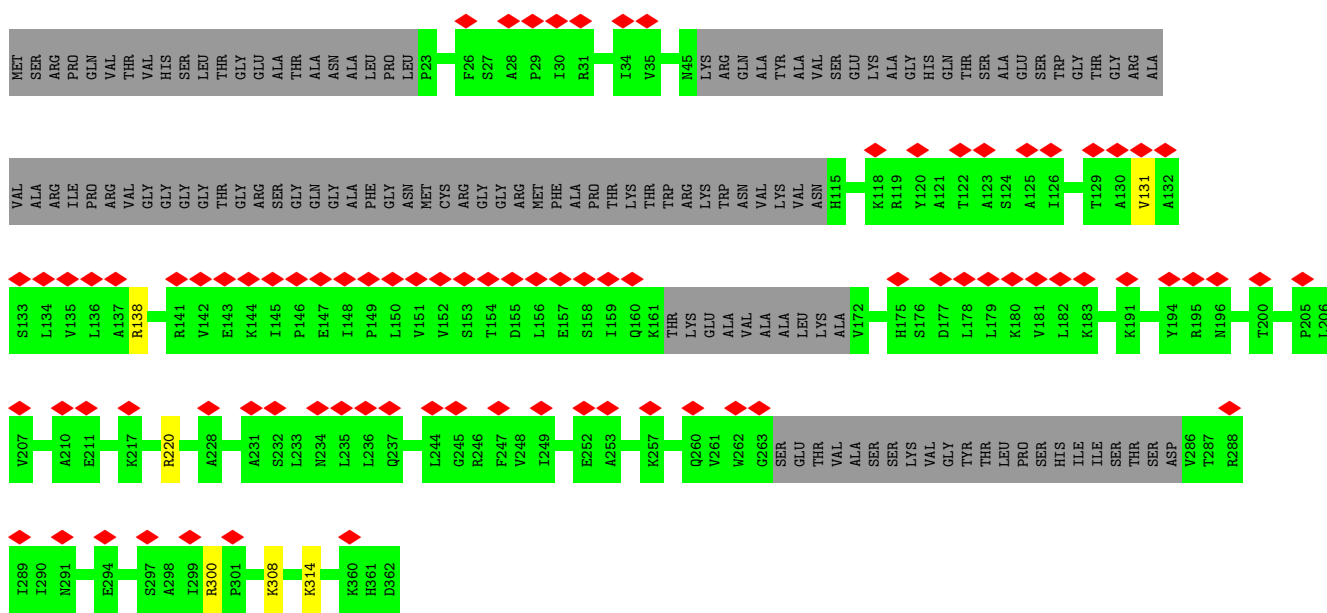 MET SER ARG PRO GLN VAL THR VAL HIS SER LEU THR GLY GLU ALA THR ALA ASN ALA LEU PRO LEU P23 F26 S27 A28 P29 I30 R31 I34 V35 N45 LYS ARG GLN ALA TYR ALA VAL SER GLU LYS ALA GLY HIS GLN THR SER ALA GLU SER TRP GLY THR GLY ARG ALA
VAL ALA ARG ILE PRO ARG VAL GLY GLY GLY GLY THR GLY ARG SER GLY GLN GLY ALA PHE GLY ASN MET CYS ARG GLY GLY ARG MET PHE ALA PRO THR LYS THR TRP ARG LYS TRP ASN VAL LYS VAL ASN H115 K118 R119 Y120 A121 T122 A123 S124 A125 I126 T129 A130 V131 A132
S133 L134 V135 L136 A137 R138 R141 V142 E143 K144 I145 P146 E147 I148 P149 L150 V151 V152 S153 T154 D155 L156 E157 S158 I159 Q160 K161 THR LYS GLU ALA VAL ALA ALA LEU LYS ALA V172 H175 S176 D177 L178 L179 K180 V181 L182 K183 K191 Y194 R195 N196 T200 P205 L206
V207 A210 E211 K217 R220 A228 A231 S232 L233 N234 L235 L236 Q237 L244 G245 R246 F247 V248 I249 E252 A253 K257 Q260 V261 W262 G263 SER GLU THR VAL ALA SER SER LYS VAL GLY TYR THR LEU PRO SER HIS ILE ILE SER THR SER ASP V286 T287 R288
I289 I290 N291 E294 S297 A298 I299 R300 P301 K308 K314 K360 H361 D362